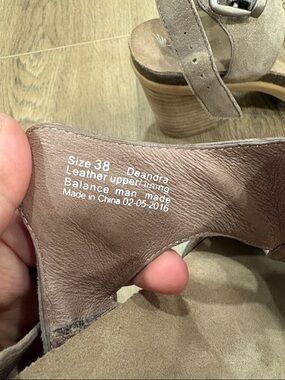 Size 38 Deandra
Leather upper/lining
Balance man made
Made in China 02-05-2016